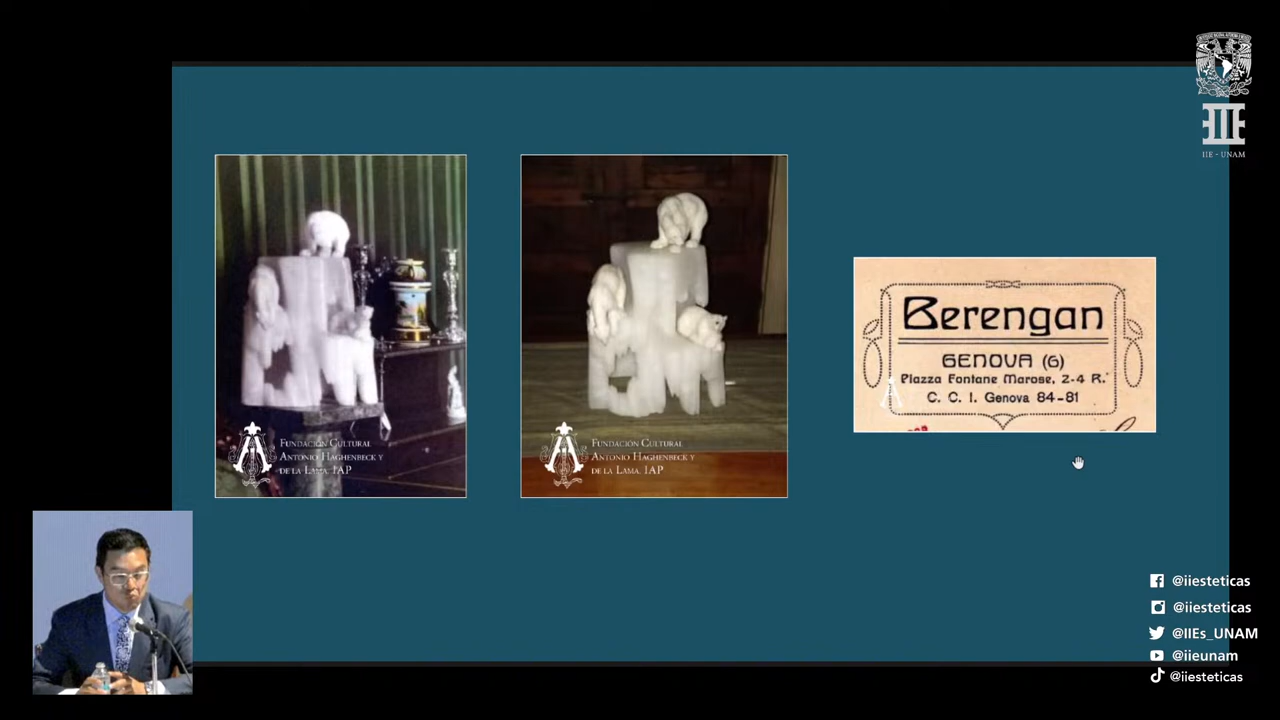 IIE - UNAM
FUNDACIÓN CULTURAL
ANTONIO HAGHENBECK Y
DE LA LAMA, IAP
FUNDACIÓN CULTURAL
ANTONIO HAGHENBECK Y
DE LA LAMA, IAP
Berengan
GENOVA (G)
Piazza Fontane Marose, 2-4 R.
C. C. I. Genova 84-81
@iiesteticas
@iiesteticas
@IIEs_UNAM
@iieunam
@iiesteticas